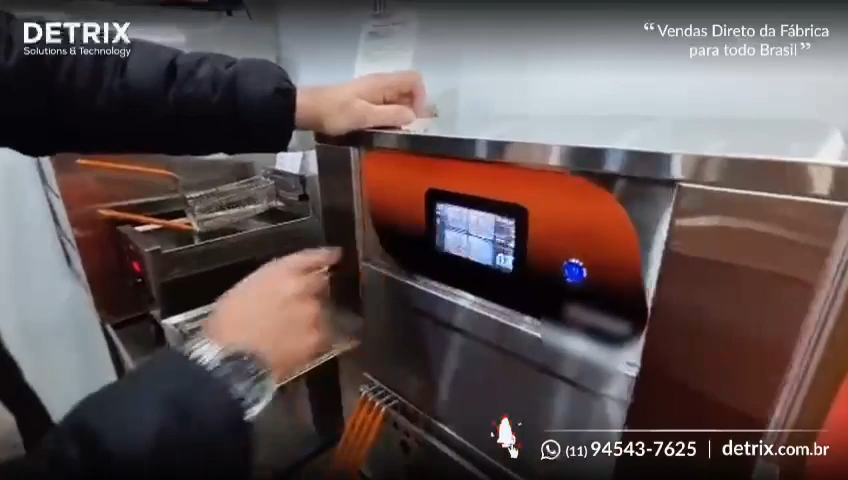 DETRIX
Solutions & Technology
“Vendas Direto da Fábrica
para todo Brasil”
(11) 94543-7625 | detrix.com.br